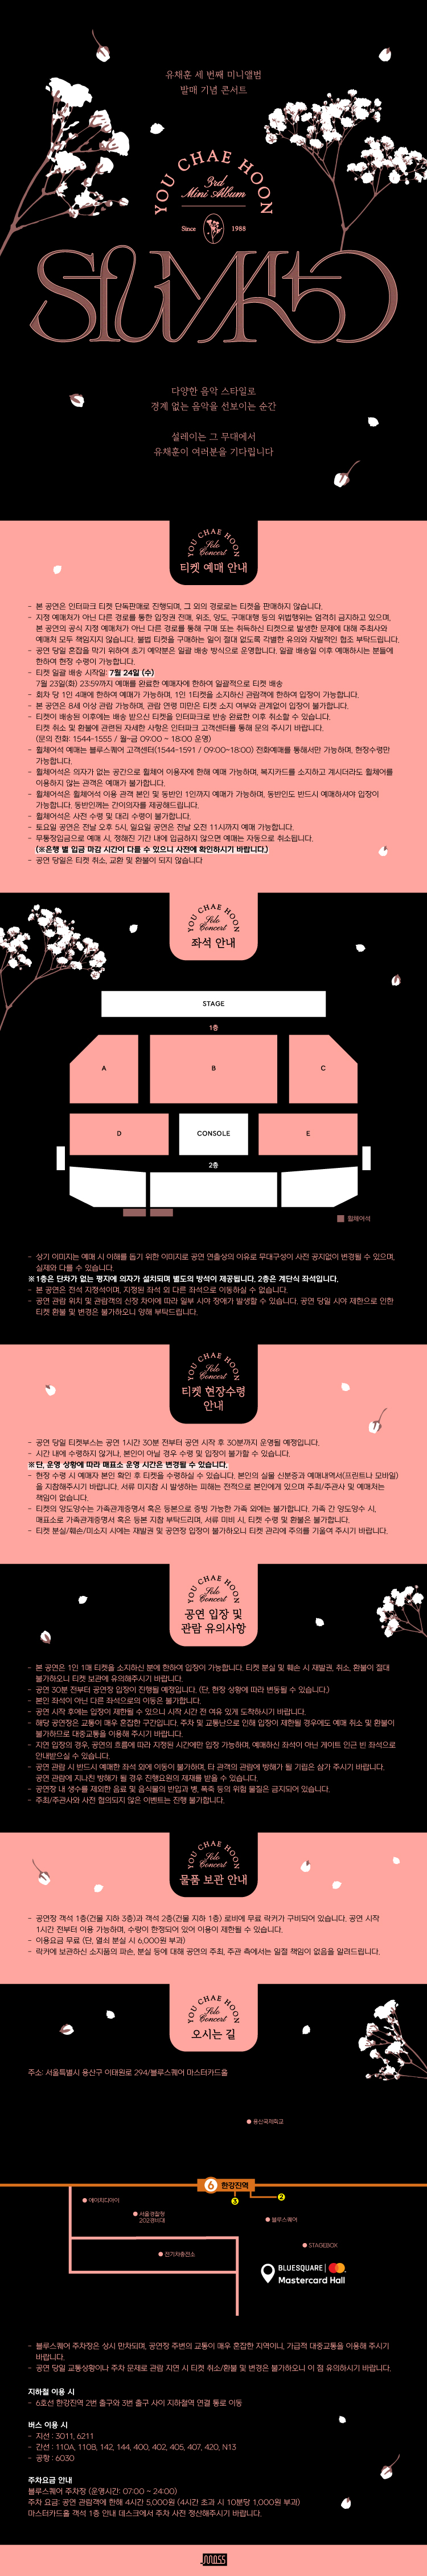 유채훈 세 번째 미니앨범
발매 기념 콘서트
YOU CHAE HOON
3rd
Mini Album
Since 1988
다양한 음악 스타일로
경계 없는 음악을 선보이는 순간
설레이는 그 무대에서
유채훈이 여러분을 기다립니다
YOU CHAE HOON
Solo
Concert
티켓 예매 안내
- 본 공연은 인터파크 티켓 단독판매로 진행되며, 그 외의 경로로는 티켓을 판매하지 않습니다.
- 지정 예매처가 아닌 다른 경로를 통한 입장권 전매, 위조, 양도, 구매대행 등의 위법행위는 엄격히 금지하고 있으며,
본 공연의 공식 지정 예매처가 아닌 다른 경로를 통해 구매 또는 취득하신 티켓으로 발생한 문제에 대해 주최사와
예매처 모두 책임지지 않습니다. 불법 티켓을 구매하는 일이 절대 없도록 각별한 유의와 자발적인 협조 부탁드립니다.
- 공연 당일 혼잡을 막기 위하여 초기 예약분은 일괄 배송 방식으로 운영합니다. 일괄 배송일 이후 예매하시는 분들에
한하여 현장 수령이 가능합니다.
- 티켓 일괄 배송 시작일: 7월 24일 (수)
7월 23일(화) 23:59까지 예매를 완료한 예매자에 한하여 일괄적으로 티켓 배송
- 회차 당 1인 4매에 한하여 예매가 가능하며, 1인 1티켓을 소지하신 관람객에 한하여 입장이 가능합니다.
- 본 공연은 8세 이상 관람 가능하며, 관람 연령 미만은 티켓 소지 여부와 관계없이 입장이 불가합니다.
- 티켓이 배송된 이후에는 배송 받으신 티켓을 인터파크로 반송 완료한 이후 취소할 수 있습니다.
티켓 취소 및 환불에 관련된 자세한 사항은 인터파크 고객센터를 통해 문의 주시기 바랍니다.
(문의 전화: 1544-1555 / 월~금 09:00 ~ 18:00 운영)
- 휠체어석 예매는 블루스퀘어 고객센터(1544-1591 / 09:00~18:00) 전화예매를 통해서만 가능하며, 현장수령만
가능합니다.
- 휠체어석은 의자가 없는 공간으로 휠체어 이용자에 한해 예매 가능하며, 복지카드를 소지하고 계시더라도 휠체어를
이용하지 않는 관객은 예매가 불가합니다.
- 휠체어석은 휠체어석 이용 관객 본인 및 동반인 1인까지 예매가 가능하며, 동반인도 반드시 예매하셔야 입장이
가능합니다. 동반인께는 간이의자를 제공해드립니다.
- 휠체어석은 사전 수령 및 대리 수령이 불가합니다.
- 토요일 공연은 전날 오후 5시, 일요일 공연은 전날 오전 11시까지 예매 가능합니다.
- 무통장입금으로 예매 시, 정해진 기간 내에 입금하지 않으면 예매는 자동으로 취소됩니다.
(※은행 별 입금 마감 시간이 다를 수 있으니 사전에 확인하시기 바랍니다.)
- 공연 당일은 티켓 취소, 교환 및 환불이 되지 않습니다
YOU CHAE HOON
Solo
Concert
좌석 안내
STAGE
1층
A B C
D CONSOLE E
2층
휠체어석
- 상기 이미지는 예매 시 이해를 돕기 위한 이미지로 공연 연출상의 이유로 무대구성이 사전 공지없이 변경될 수 있으며,
실제와 다를 수 있습니다.
※ 1층은 단차가 없는 평지에 의자가 설치되며 별도의 방석이 제공됩니다. 2층은 계단식 좌석입니다.
- 본 공연은 전석 지정석이며, 지정된 좌석 외 다른 좌석으로 이동하실 수 없습니다.
- 공연 관람 위치 및 관람객의 신장 차이에 따라 일부 시야 장애가 발생할 수 있습니다. 공연 당일 시야 제한으로 인한
티켓 환불 및 변경은 불가하오니 양해 부탁드립니다.
YOU CHAE HOON
Solo
Concert
티켓 현장수령
안내
- 공연 당일 티켓부스는 공연 1시간 30분 전부터 공연 시작 후 30분까지 운영될 예정입니다.
- 시간 내에 수령하지 않거나, 본인이 아닐 경우 수령 및 입장이 불가할 수 있습니다.
※단, 운영 상황에 따라 매표소 운영 시간은 변경될 수 있습니다.
- 현장 수령 시 예매자 본인 확인 후 티켓을 수령하실 수 있습니다. 본인의 실물 신분증과 예매내역서(프린트나 모바일)
을 지참해주시기 바랍니다. 서류 미지참 시 발생하는 피해는 전적으로 본인에게 있으며 주최/주관사 및 예매처는
책임이 없습니다.
- 티켓의 양도양수는 가족관계증명서 혹은 등본으로 증빙 가능한 가족 외에는 불가합니다. 가족 간 양도양수 시,
매표소로 가족관계증명서 혹은 등본 지참 부탁드리며, 서류 미비 시, 티켓 수령 및 환불은 불가합니다.
- 티켓 분실/훼손/미소지 시에는 재발권 및 공연장 입장이 불가하오니 티켓 관리에 주의를 기울여 주시기 바랍니다.
YOU CHAE HOON
Solo
Concert
공연 입장 및
관람 유의사항
- 본 공연은 1인 1매 티켓을 소지하신 분에 한하여 입장이 가능합니다. 티켓 분실 및 훼손 시 재발권, 취소, 환불이 절대
불가하오니 티켓 보관에 유의해주시기 바랍니다.
- 공연 30분 전부터 공연장 입장이 진행될 예정입니다. (단, 현장 상황에 따라 변동될 수 있습니다.)
- 본인 좌석이 아닌 다른 좌석으로의 이동은 불가합니다.
- 공연 시작 후에는 입장이 제한될 수 있으니 시작 시간 전 여유 있게 도착하시기 바랍니다.
- 해당 공연장은 교통이 매우 혼잡한 구간입니다. 주차 및 교통난으로 인해 입장이 제한될 경우에도 예매 취소 및 환불이
불가하므로 대중교통을 이용해 주시기 바랍니다.
- 지연 입장의 경우, 공연의 흐름에 따라 지정된 시간에만 입장 가능하며, 예매하신 좌석이 아닌 게이트 인근 빈 좌석으로
안내받으실 수 있습니다.
- 공연 관람 시 반드시 예매한 좌석 외에 이동이 불가하며, 타 관객의 관람에 방해가 될 기립은 삼가 주시기 바랍니다.
공연 관람에 지나친 방해가 될 경우 진행요원의 제재를 받을 수 있습니다.
- 공연장 내 생수를 제외한 음료 및 음식물의 반입과 병, 폭죽 등의 위험 물질은 금지되어 있습니다.
- 주최/주관사와 사전 협의되지 않은 이벤트는 진행 불가합니다.
YOU CHAE HOON
Solo
Concert
물품 보관 안내
- 공연장 객석 1층(건물 지하 3층)과 객석 2층(건물 지하 1층) 로비에 무료 락커가 구비되어 있습니다. 공연 시작
1시간 전부터 이용 가능하며, 수량이 한정되어 있어 이용이 제한될 수 있습니다.
- 이용요금 무료 (단, 열쇠 분실 시 6,000원 부과)
- 락커에 보관하신 소지품의 파손, 분실 등에 대해 공연의 주최, 주관 측에서는 일절 책임이 없음을 알려드립니다.
YOU CHAE HOON
Solo
Concert
오시는 길
주소: 서울특별시 용산구 이태원로 294/블루스퀘어 마스터카드홀
용산국제학교
6 한강진역
3 2
에이치디아이
서울경찰청
202경비대
블루스퀘어
전기차충전소
STAGEBOX
BLUESQUARE
Mastercard Hall
- 블루스퀘어 주차장은 상시 만차되며, 공연장 주변의 교통이 매우 혼잡한 지역이니, 가급적 대중교통을 이용해 주시기
바랍니다.
- 공연 당일 교통상황이나 주차 문제로 관람 지연 시 티켓 취소/환불 및 변경은 불가하오니 이 점 유의하시기 바랍니다.
지하철 이용 시
- 6호선 한강진역 2번 출구와 3번 출구 사이 지하철역 연결 통로 이동
버스 이용 시
- 지선 : 3011, 6211
- 간선 : 110A, 110B, 142, 144, 400, 402, 405, 407, 420, N13
- 공항 : 6030
주차요금 안내
블루스퀘어 주차장 (운영시간: 07:00 ~ 24:00)
주차 요금: 공연 관람객에 한해 4시간 5,000원 (4시간 초과 시 10분당 1,000원 부과)
마스터카드홀 객석 1층 안내 데스크에서 주차 사전 정산해주시기 바랍니다.
MOSS